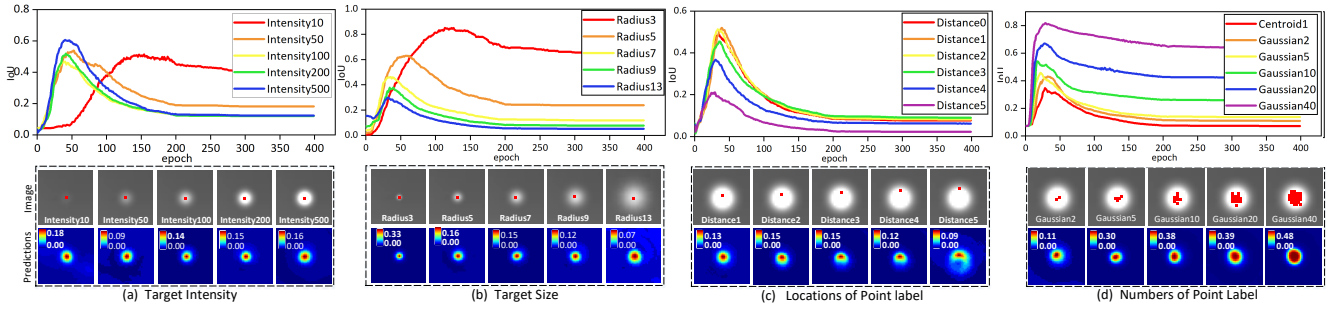 IoU
0.8
0.6
0.4
0.2
0.0
0 50 100 150 200 250 300 350 400
epoch
Intensity10
Intensity50
Intensity100
Intensity200
Intensity500
Image
Intensity10 Intensity50 Intensity100 Intensity200 Intensity500
Predictions
0.18 0.09 0.14 0.15 0.16
0.00 0.00 0.00 0.00 0.00
(a) Target Intensity
IoU
1.0
0.8
0.6
0.4
0.2
0.0
0 50 100 150 200 250 300 350 400
epoch
Radius3
Radius5
Radius7
Radius9
Radius13
Radius3 Radius5 Radius7 Radius9 Radius13
0.33 0.16 0.15 0.12 0.07
0.00 0.00 0.00 0.00 0.00
(b) Target Size
IoU
0.6
0.4
0.2
0.0
0 50 100 150 200 250 300 350 400
epoch
Distance0
Distance1
Distance2
Distance3
Distance4
Distance5
Distance1 Distance2 Distance3 Distance4 Distance5
0.13 0.15 0.15 0.12 0.09
0.00 0.00 0.00 0.00 0.00
(c) Locations of Point label
IoU
0.8
0.6
0.4
0.2
0.0
0 50 100 150 200 250 300 350 400
epoch
Centroid1
Gaussian2
Gaussian5
Gaussian10
Gaussian20
Gaussian40
Gaussian2 Gaussian5 Gaussian10 Gaussian20 Gaussian40
0.11 0.30 0.38 0.39 0.48
0.00 0.00 0.00 0.00 0.00
(d) Numbers of Point Label